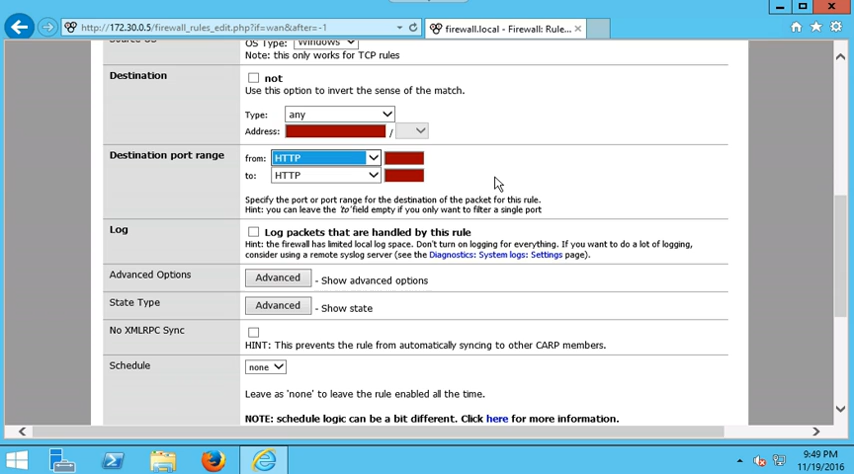 http://172.30.0.5/firewall_rules_edit.php?if=wan&after=-1
firewall.local - Firewall: Rule...
Source OS
OS Type: Windows
Note: this only works for TCP rules
Destination
not
Use this option to invert the sense of the match.
Type: any
Address: /
Destination port range
from: HTTP
to: HTTP
Specify the port or port range for the destination of the packet for this rule.
Hint: you can leave the 'to' field empty if you only want to filter a single port
Log
Log packets that are handled by this rule
Hint: the firewall has limited local log space. Don't turn on logging for everything. If you want to do a lot of logging,
consider using a remote syslog server (see the Diagnostics: System logs: Settings page).
Advanced Options
Advanced - Show advanced options
State Type
Advanced - Show state
No XMLRPC Sync
HINT: This prevents the rule from automatically syncing to other CARP members.
Schedule
none
Leave as 'none' to leave the rule enabled all the time.
NOTE: schedule logic can be a bit different. Click here for more information.
9:49 PM
11/19/2016